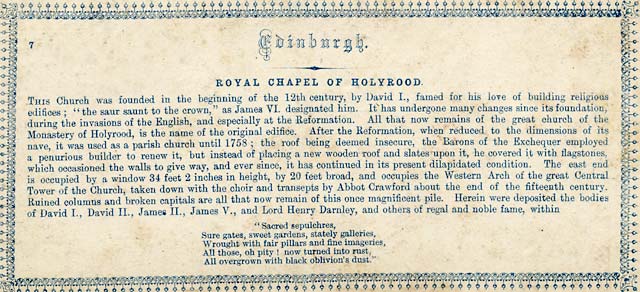 7
Edinburgh.
ROYAL CHAPEL OF HOLYROOD.
THIS Church was founded in the beginning of the 12th century, by David I., famed for his love of building religious
edifices; "the saur saunt to the crown," as James VI. designated him. It has undergone many changes since its foundation,
during the invasions of the English, and especially at the Reformation. All that now remains of the great church of the
Monastery of Holyrood, is the name of the original edifice. After the Reformation, when reduced to the dimensions of its
nave, it was used as a parish church until 1758; the roof being deemed insecure, the Barons of the Exchequer employed
a penurious builder to renew it, but instead of placing a new wooden roof and slates upon it, he covered it with flagstones,
which occasioned the walls to give way, and ever since, it has continued in its present dilapidated condition. The east end
is occupied by a window 34 feet 2 inches in height, by 20 feet broad, and occupies the Western Arch of the great Central
Tower of the Church, taken down with the choir and transepts by Abbot Crawford about the end of the fifteenth century.
Ruined columns and broken capitals are all that now remain of this once magnificent pile. Herein were deposited the bodies
of David I., David II., James II., James V., and Lord Henry Darnley, and others of regal and noble fame, within
"Sacred sepulchres,
Sure gates, sweet gardens, stately galleries,
Wrought with fair pillars and fine imageries,
All those, oh pity! now turned into rust,
All overgrown with black oblivion's dust."